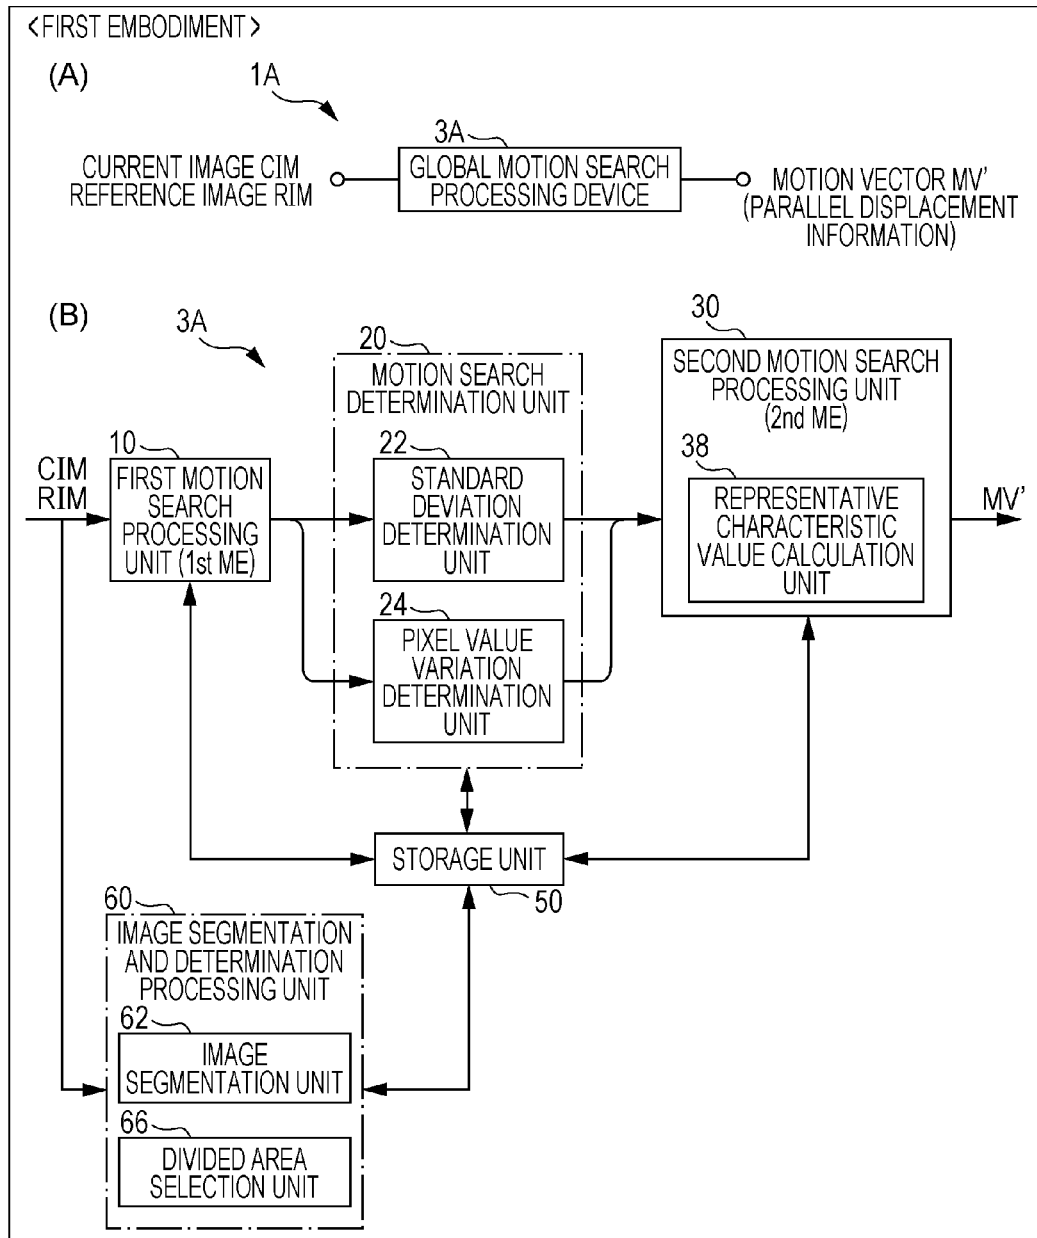 <FIRST EMBODIMENT>
(A)
1A
3A
CURRENT IMAGE CIM
REFERENCE IMAGE RIM
GLOBAL MOTION SEARCH
PROCESSING DEVICE
MOTION VECTOR MV'
(PARALLEL DISPLACEMENT
INFORMATION)
(B)
3A
20
MOTION SEARCH
DETERMINATION UNIT
30
SECOND MOTION SEARCH
PROCESSING UNIT
(2nd ME)
CIM
RIM
10
FIRST MOTION
SEARCH
PROCESSING
UNIT (1st ME)
22
STANDARD
DEVIATION
DETERMINATION
UNIT
38
REPRESENTATIVE
CHARACTERISTIC
VALUE CALCULATION
UNIT
MV'
24
PIXEL VALUE
VARIATION
DETERMINATION
UNIT
STORAGE UNIT
50
60
IMAGE SEGMENTATION
AND DETERMINATION
PROCESSING UNIT
62
IMAGE
SEGMENTATION UNIT
66
DIVIDED AREA
SELECTION UNIT